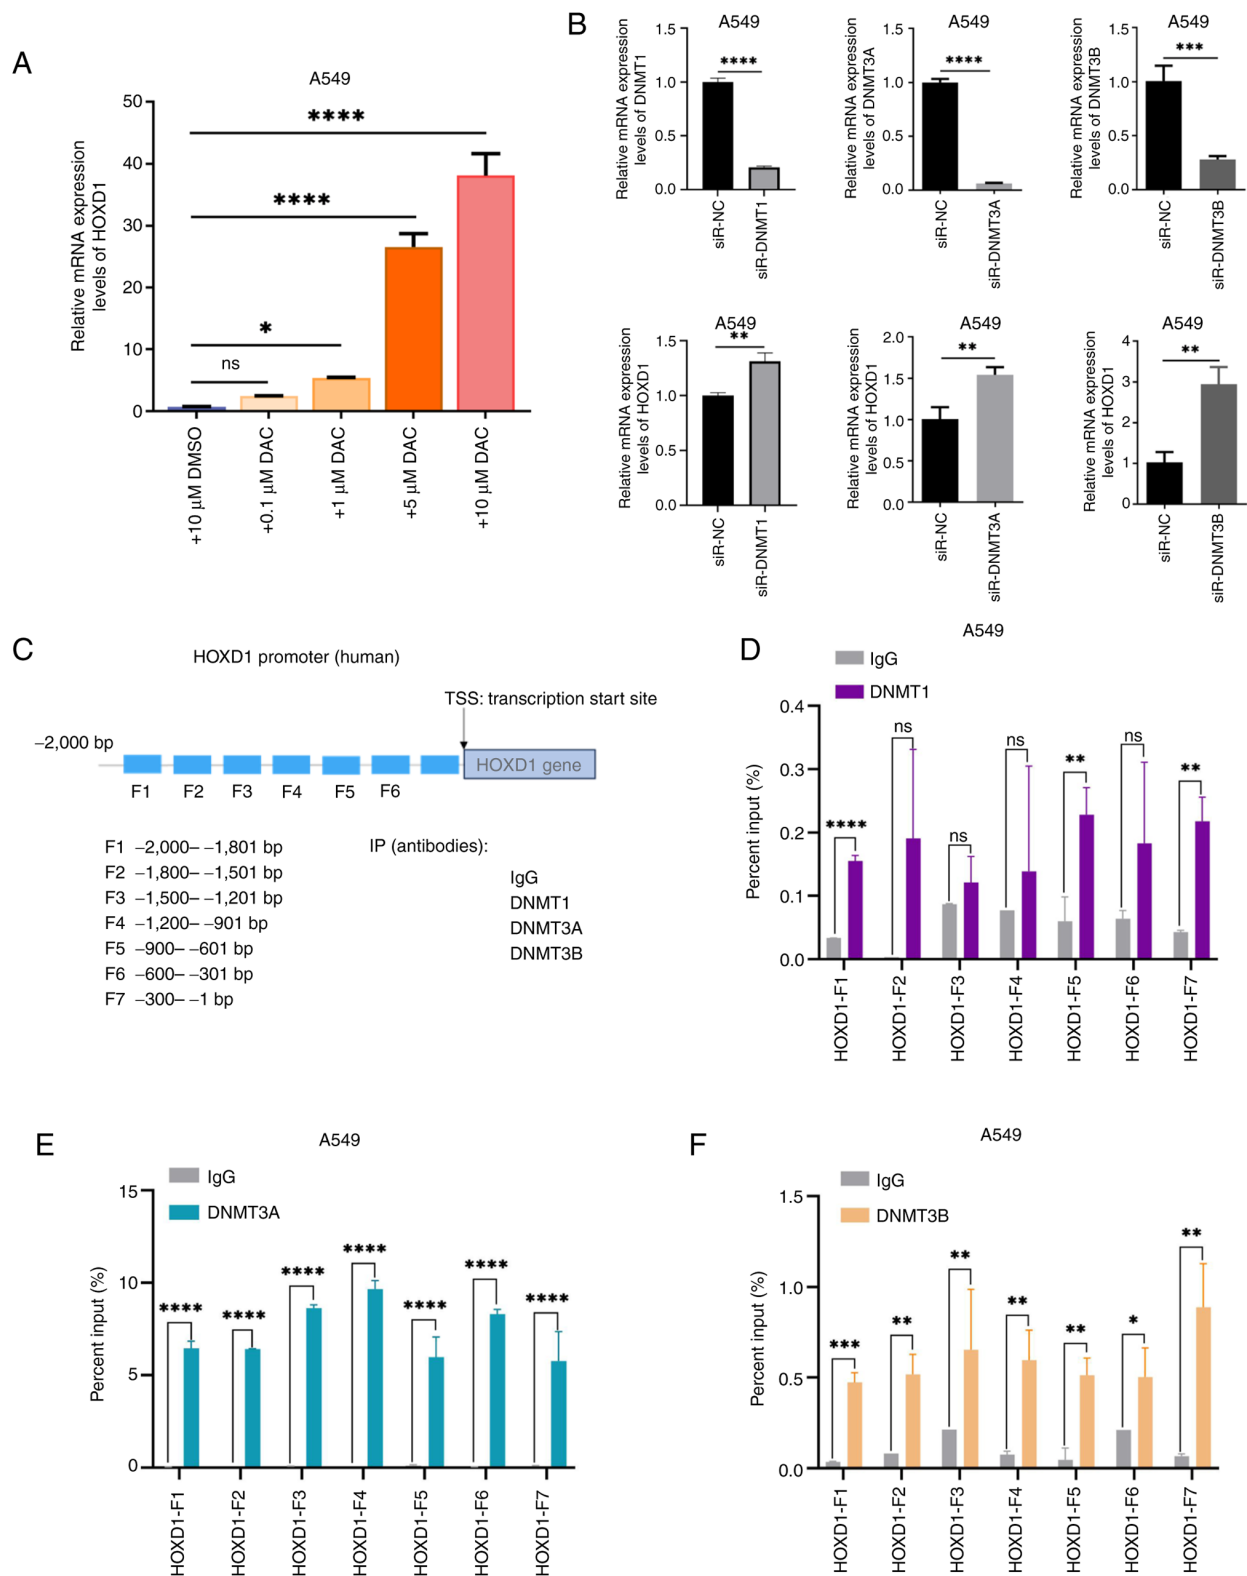 A
A549
Relative mRNA expression
levels of HOXD1
50
40
30
20
10
0
****
****
*
ns
+10 μM DMSO
+0.1 μM DAC
+1 μM DAC
+5 μM DAC
+10 μM DAC
B
A549
Relative mRNA expression
levels of DNMT1
1.5
1.0
0.5
0.0
****
siR-NC
siR-DNMT1
A549
Relative mRNA expression
levels of DNMT3A
1.5
1.0
0.5
0.0
****
siR-NC
siR-DNMT3A
A549
Relative mRNA expression
levels of DNMT3B
1.5
1.0
0.5
0.0
***
siR-NC
siR-DNMT3B
A549
Relative mRNA expression
levels of HOXD1
1.5
1.0
0.5
0.0
**
siR-NC
siR-DNMT1
A549
Relative mRNA expression
levels of HOXD1
2.0
1.5
1.0
0.5
0.0
**
siR-NC
siR-DNMT3A
A549
Relative mRNA expression
levels of HOXD1
4
3
2
1
0
**
siR-NC
siR-DNMT3B
C
HOXD1 promoter (human)
TSS: transcription start site
−2,000 bp
HOXD1 gene
F1 F2 F3 F4 F5 F6
F1 −2,000– −1,801 bp
F2 −1,800– −1,501 bp
F3 −1,500– −1,201 bp
F4 −1,200– −901 bp
F5 −900– −601 bp
F6 −600– −301 bp
F7 −300– −1 bp
IP (antibodies):
IgG
DNMT1
DNMT3A
DNMT3B
D
A549
IgG
DNMT1
Percent input (%)
0.4
0.3
0.2
0.1
0.0
****
ns
ns
ns
**
ns
**
HOXD1-F1
HOXD1-F2
HOXD1-F3
HOXD1-F4
HOXD1-F5
HOXD1-F6
HOXD1-F7
E
A549
IgG
DNMT3A
Percent input (%)
15
10
5
0
****
****
****
****
****
****
****
HOXD1-F1
HOXD1-F2
HOXD1-F3
HOXD1-F4
HOXD1-F5
HOXD1-F6
HOXD1-F7
F
A549
IgG
DNMT3B
Percent input (%)
1.5
1.0
0.5
0.0
***
**
**
**
**
*
**
HOXD1-F1
HOXD1-F2
HOXD1-F3
HOXD1-F4
HOXD1-F5
HOXD1-F6
HOXD1-F7